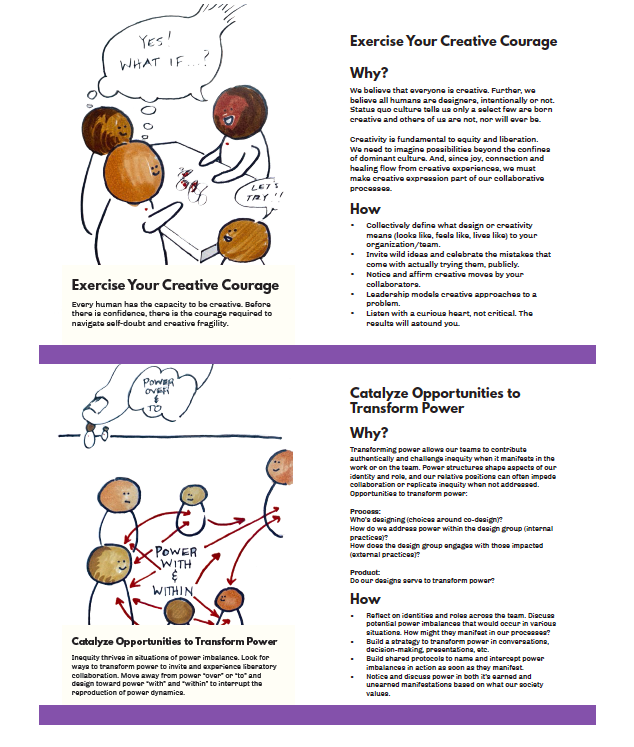 YES!
WHAT IF...?
LET'S
TRY !!
Exercise Your Creative Courage
Every human has the capacity to be creative. Before
there is confidence, there is the courage required to
navigate self-doubt and creative fragility.
Exercise Your Creative Courage
Why?
We believe that everyone is creative. Further, we
believe all humans are designers, intentionally or not.
Status quo culture tells us only a select few are born
creative and others of us are not, nor will ever be.
Creativity is fundamental to equity and liberation.
We need to imagine possibilities beyond the confines
of dominant culture. And, since joy, connection and
healing flow from creative experiences, we must
make creative expression part of our collaborative
processes.
How
• Collectively define what design or creativity
means (looks like, feels like, lives like) to your
organization/team.
• Invite wild ideas and celebrate the mistakes that
come with actually trying them, publicly.
• Notice and affirm creative moves by your
collaborators.
• Leadership models creative approaches to a
problem.
• Listen with a curious heart, not critical. The
results will astound you.
POWER
OVER
&
TO
POWER
WITH
&
WITHIN
Catalyze Opportunities to Transform Power
Inequity thrives in situations of power imbalance. Look for
ways to transform power to invite and experience liberatory
collaboration. Move away from power "over" or "to" and
design toward power "with" and "within" to interrupt the
reproduction of power dynamics.
Catalyze Opportunities to
Transform Power
Why?
Transforming power allows our teams to contribute
authentically and challenge inequity when it manifests in the
work or on the team. Power structures shape aspects of our
identity and role, and our relative positions can often impede
collaboration or replicate inequity when not addressed.
Opportunities to transform power:
Process:
Who's designing (choices around co-design)?
How do we address power within the design group (internal
practices)?
How does the design group engages with those impacted
(external practices)?
Product:
Do our designs serve to transform power?
How
• Reflect on identities and roles across the team. Discuss
potential power imbalances that would occur in various
situations. How might they manifest in our processes?
• Build a strategy to transform power in conversations,
decision-making, presentations, etc.
• Build shared protocols to name and intercept power
imbalances in action as soon as they manifest.
• Notice and discuss power in both it's earned and
unearned manifestations based on what our society
values.